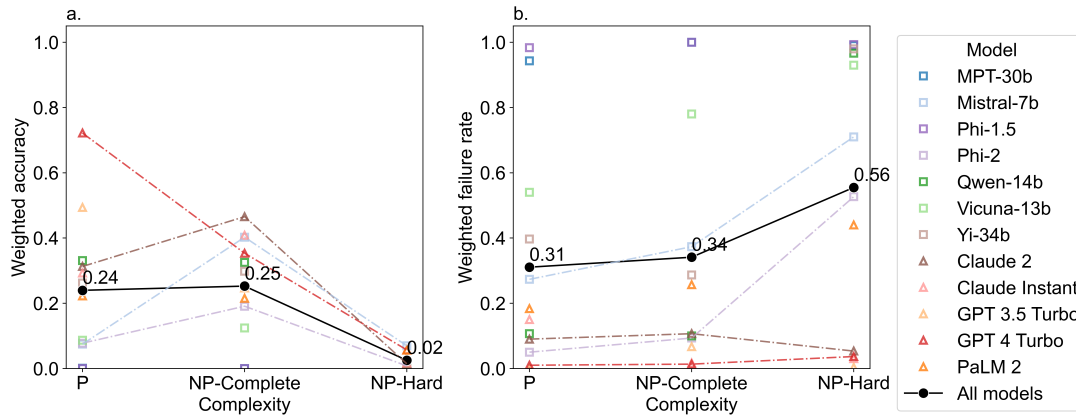 a.
Weighted accuracy
1.0
0.8
0.6
0.4
0.2
0.0
0.24
0.25
0.02
P
NP-Complete
NP-Hard
Complexity
b.
Weighted failure rate
1.0
0.8
0.6
0.4
0.2
0.0
0.31
0.34
0.56
P
NP-Complete
NP-Hard
Complexity
Model
MPT-30b
Mistral-7b
Phi-1.5
Phi-2
Qwen-14b
Vicuna-13b
Yi-34b
Claude 2
Claude Instant
GPT 3.5 Turbo
GPT 4 Turbo
PaLM 2
All models